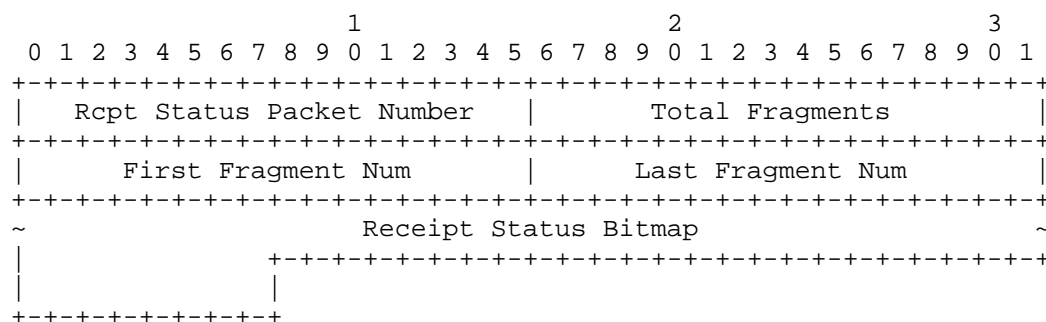 1                   2                   3
 0 1 2 3 4 5 6 7 8 9 0 1 2 3 4 5 6 7 8 9 0 1 2 3 4 5 6 7 8 9 0 1
+-+-+-+-+-+-+-+-+-+-+-+-+-+-+-+-+-+-+-+-+-+-+-+-+-+-+-+-+-+-+-+-+
|   Rcpt Status Packet Number   |       Total Fragments         |
+-+-+-+-+-+-+-+-+-+-+-+-+-+-+-+-+-+-+-+-+-+-+-+-+-+-+-+-+-+-+-+-+
|      First Fragment Num       |      Last Fragment Num        |
+-+-+-+-+-+-+-+-+-+-+-+-+-+-+-+-+-+-+-+-+-+-+-+-+-+-+-+-+-+-+-+-+
~                     Receipt Status Bitmap                     ~
|               +-+-+-+-+-+-+-+-+-+-+-+-+-+-+-+-+-+-+-+-+-+-+-+-+
|               |
+-+-+-+-+-+-+-+-+